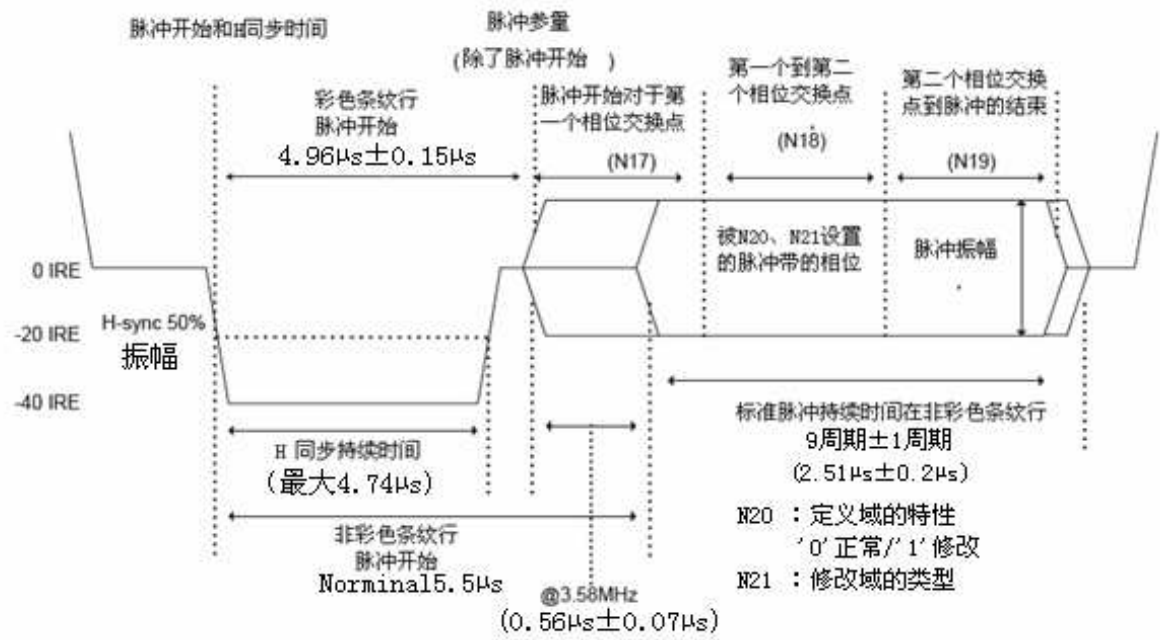 脉冲开始和H同步时间
脉冲参量
(除了脉冲开始 )
彩色条纹行
脉冲开始
4.96μs±0.15μs
脉冲开始对于第
一个相位交换点
(N17)
第一个到第二
个相位交换点
(N18)
第二个相位交换
点到脉冲的结束
(N19)
0 IRE
H-sync 50%
-20 IRE
振幅
-40 IRE
被N20、N21设置
的脉冲带的相位
脉冲振幅
H 同步持续时间
(最大4.74μs)
非彩色条纹行
脉冲开始
Norminal5.5μs
@3.58MHz
(0.56μs±0.07μs)
标准脉冲持续时间在非彩色条纹行
9周期±1周期
(2.51μs±0.2μs)
N20 ：定义域的特性
'0'正常/'1'修改
N21 ：修改域的类型